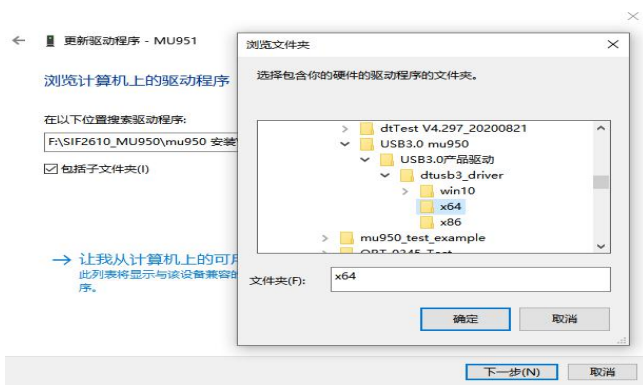 更新驱动程序 - MU951
浏览计算机上的驱动程序
在以下位置搜索驱动程序:
F:\SIF2610_MU950\mu950 安装
包括子文件夹(I)
让我从计算机上的可
此列表将显示与该设备兼容
序。
浏览文件夹
选择包含你的硬件的驱动程序的文件夹。
dtTest V4.297_20200821
USB3.0 mu950
USB3.0产品驱动
dtusb3_driver
win10
x64
x86
mu950_test_example
文件夹(F):
x64
确定
取消
下一步(N)
取消